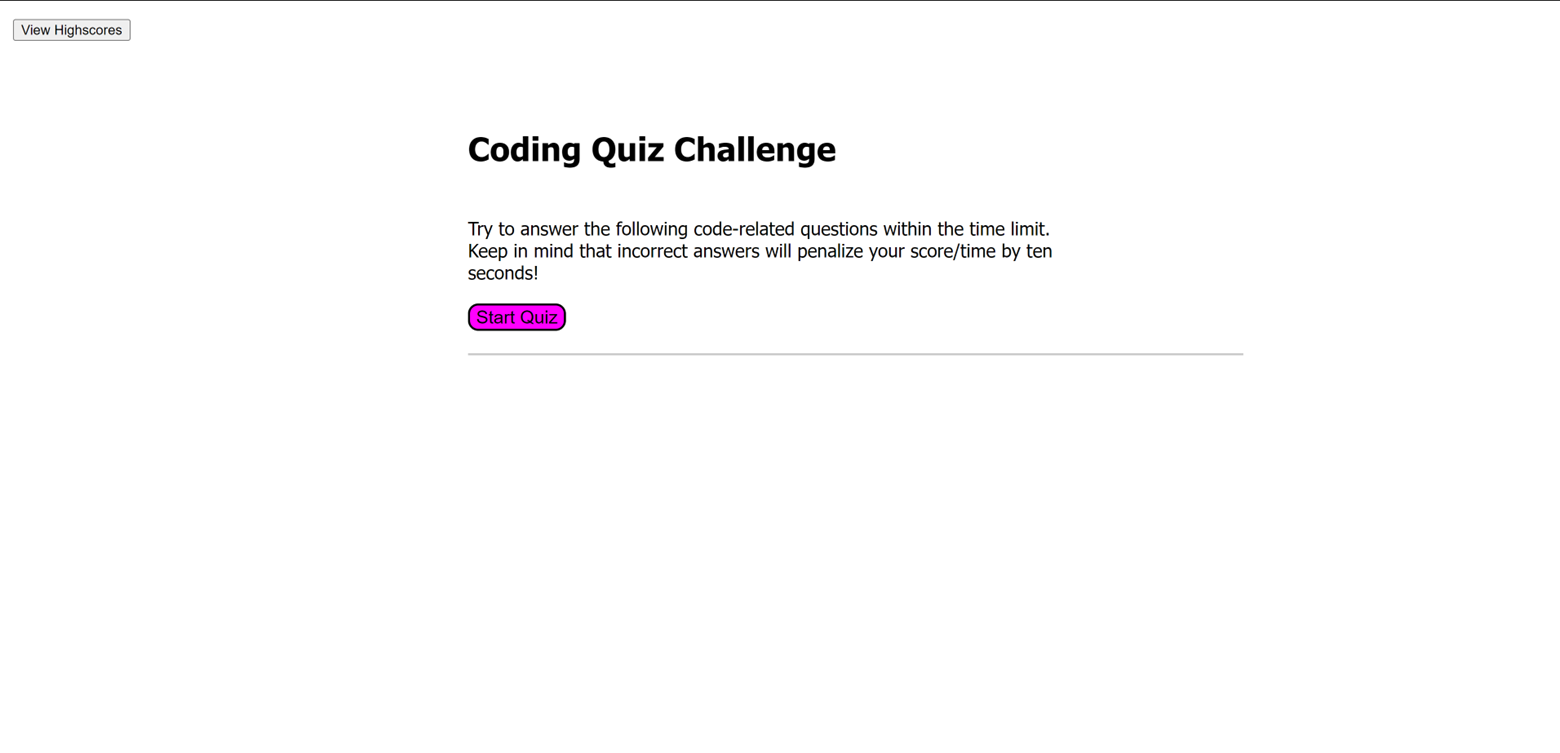 View Highscores
Coding Quiz Challenge
Try to answer the following code-related questions within the time limit.
Keep in mind that incorrect answers will penalize your score/time by ten
seconds!
Start Quiz